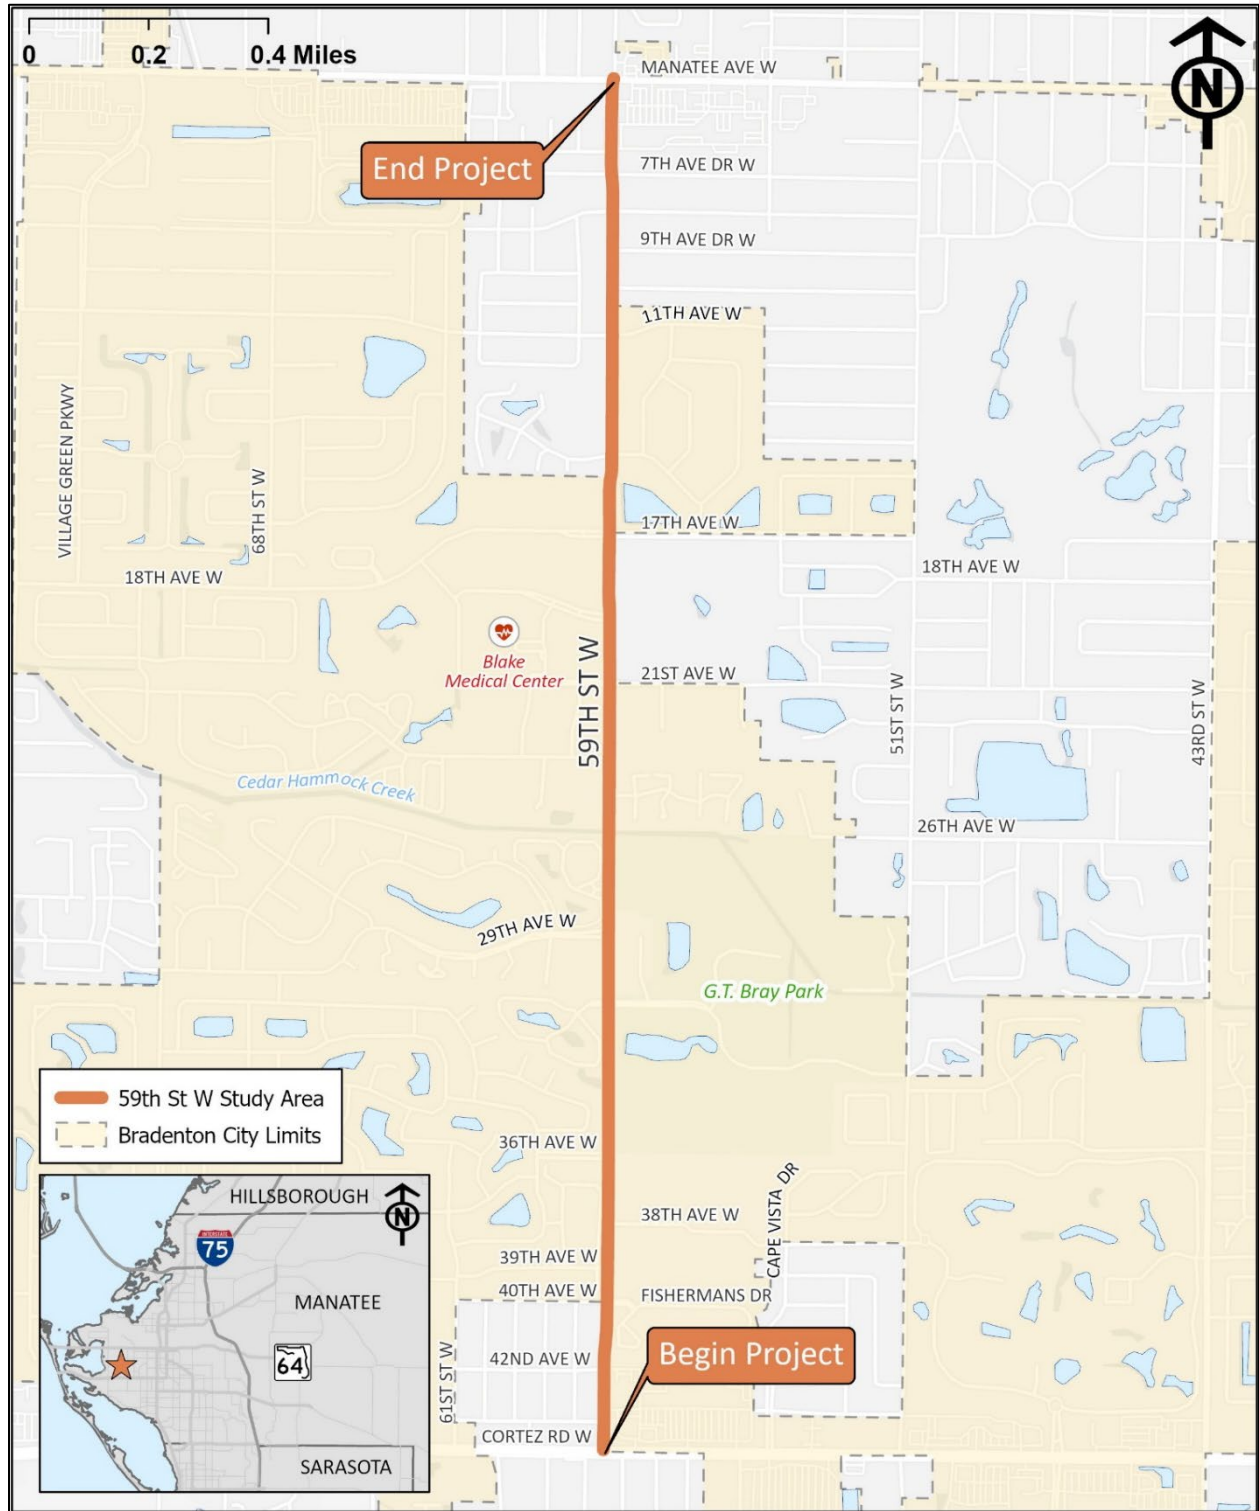 0 0.2 0.4 Miles
N
MANATEE AVE W
End Project
7TH AVE DR W
9TH AVE DR W
11TH AVE W
VILLAGE GREEN PKWY
68TH ST W
17TH AVE W
18TH AVE W
18TH AVE W
Blake
Medical Center
59TH ST W
21ST AVE W
51ST ST W
43RD ST W
Cedar Hammock Creek
26TH AVE W
29TH AVE W
G.T. Bray Park
59th St W Study Area
Bradenton City Limits
36TH AVE W
38TH AVE W
CAPE VISTA DR
39TH AVE W
40TH AVE W
FISHERMANS DR
42ND AVE W
Begin Project
61ST ST W
CORTEZ RD W
HILLSBOROUGH
N
INTERSTATE
75
MANATEE
64
SARASOTA